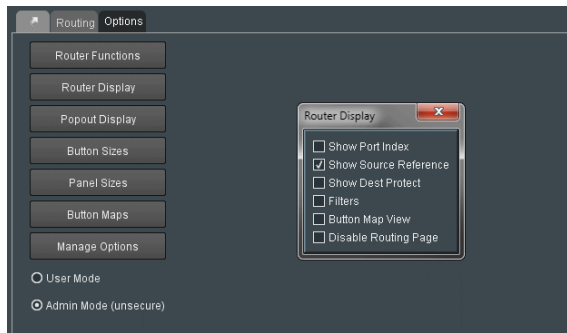 Routing Options
Router Functions
Router Display
Popout Display
Button Sizes
Panel Sizes
Button Maps
Manage Options
User Mode
Admin Mode (unsecure)
Router Display
Show Port Index
Show Source Reference
Show Dest Protect
Filters
Button Map View
Disable Routing Page